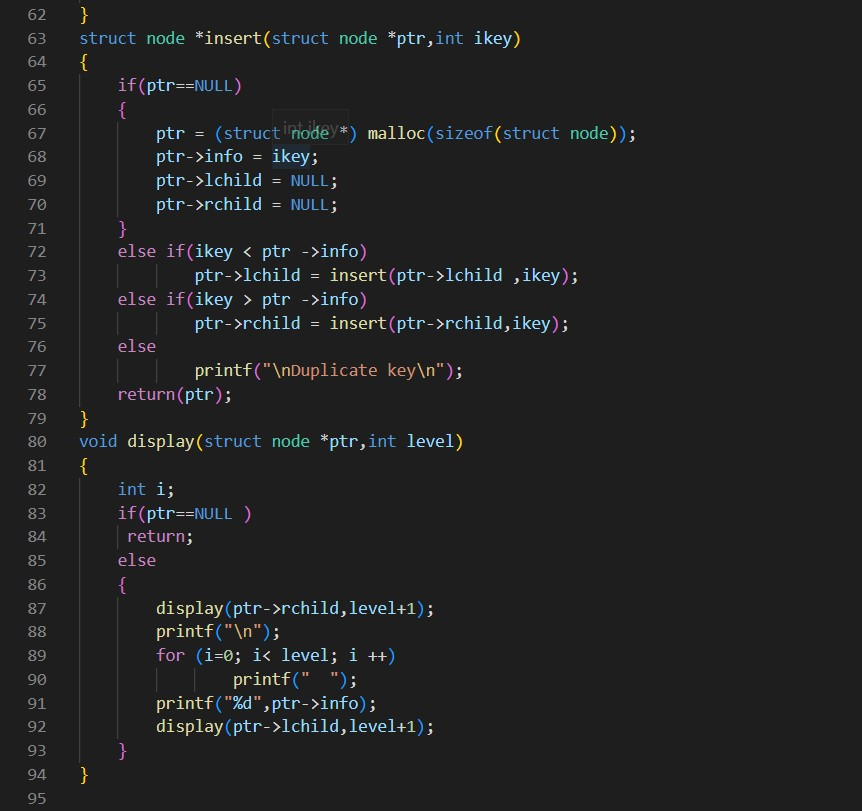 62 }
63 struct node *insert(struct node *ptr,int ikey)
64 {
65     if(ptr==NULL)
66     {
int ikey
67         ptr = (struct node *) malloc(sizeof(struct node));
68         ptr->info = ikey;
69         ptr->lchild = NULL;
70         ptr->rchild = NULL;
71     }
72     else if(ikey < ptr ->info)
73             ptr->lchild = insert(ptr->lchild ,ikey);
74     else if(ikey > ptr ->info)
75             ptr->rchild = insert(ptr->rchild,ikey);
76     else
77             printf("\nDuplicate key\n");
78     return(ptr);
79 }
80 void display(struct node *ptr,int level)
81 {
82     int i;
83     if(ptr==NULL )
84      return;
85     else
86     {
87         display(ptr->rchild,level+1);
88         printf("\n");
89         for (i=0; i< level; i ++)
90                 printf("  ");
91         printf("%d",ptr->info);
92         display(ptr->lchild,level+1);
93     }
94 }
95